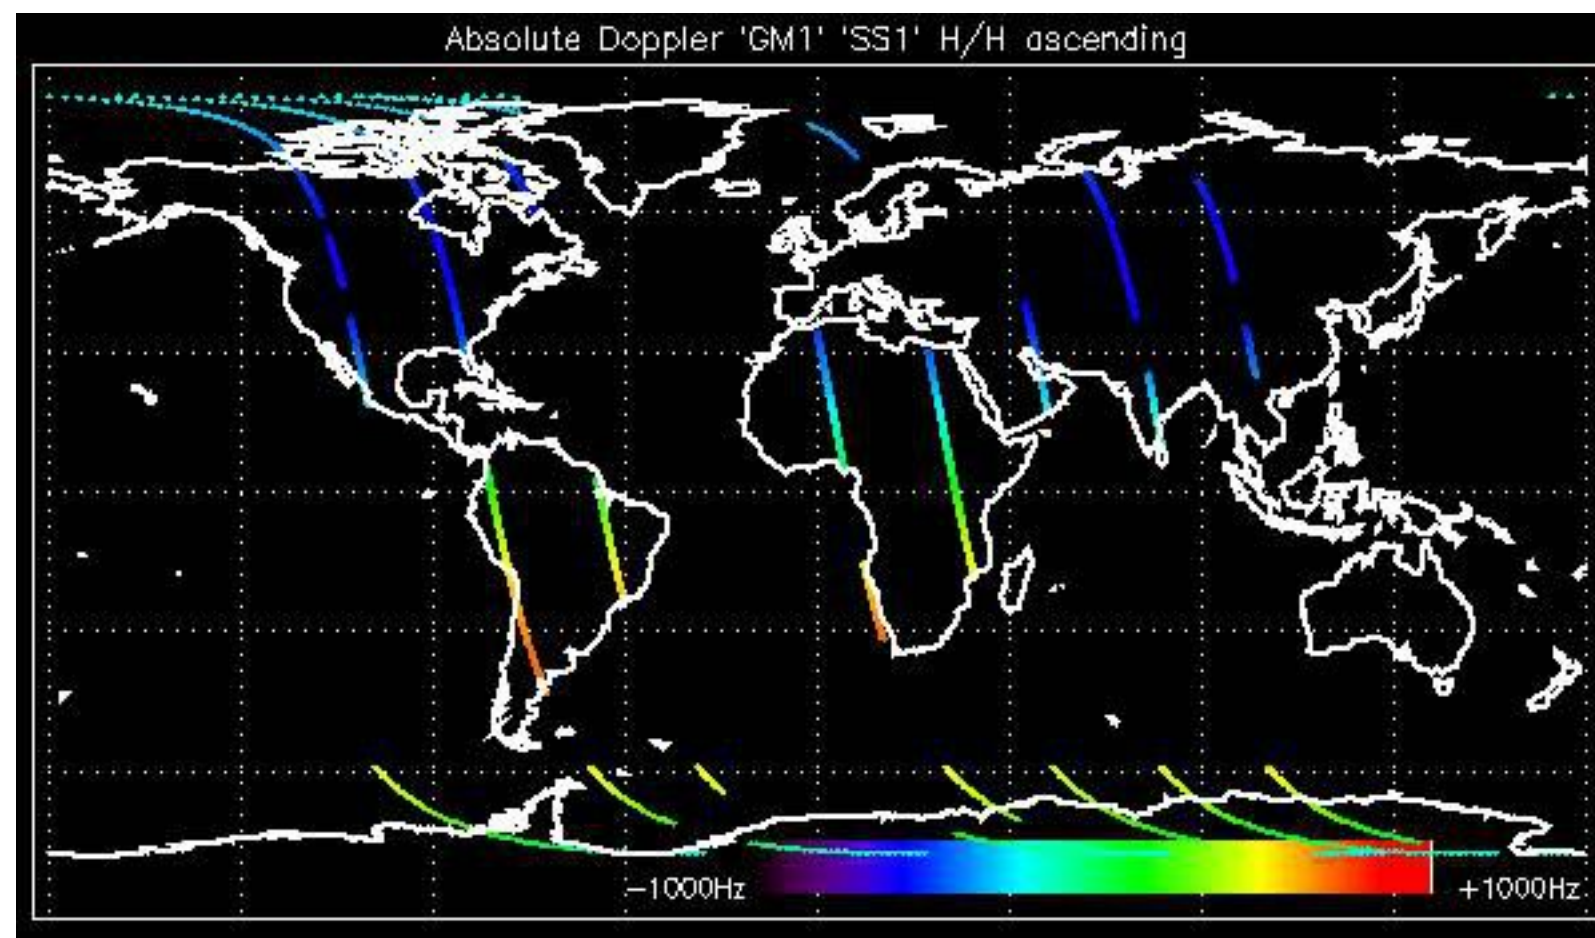 Absolute Doppler 'GM1' 'SS1' H/H ascending
−1000Hz
+1000Hz